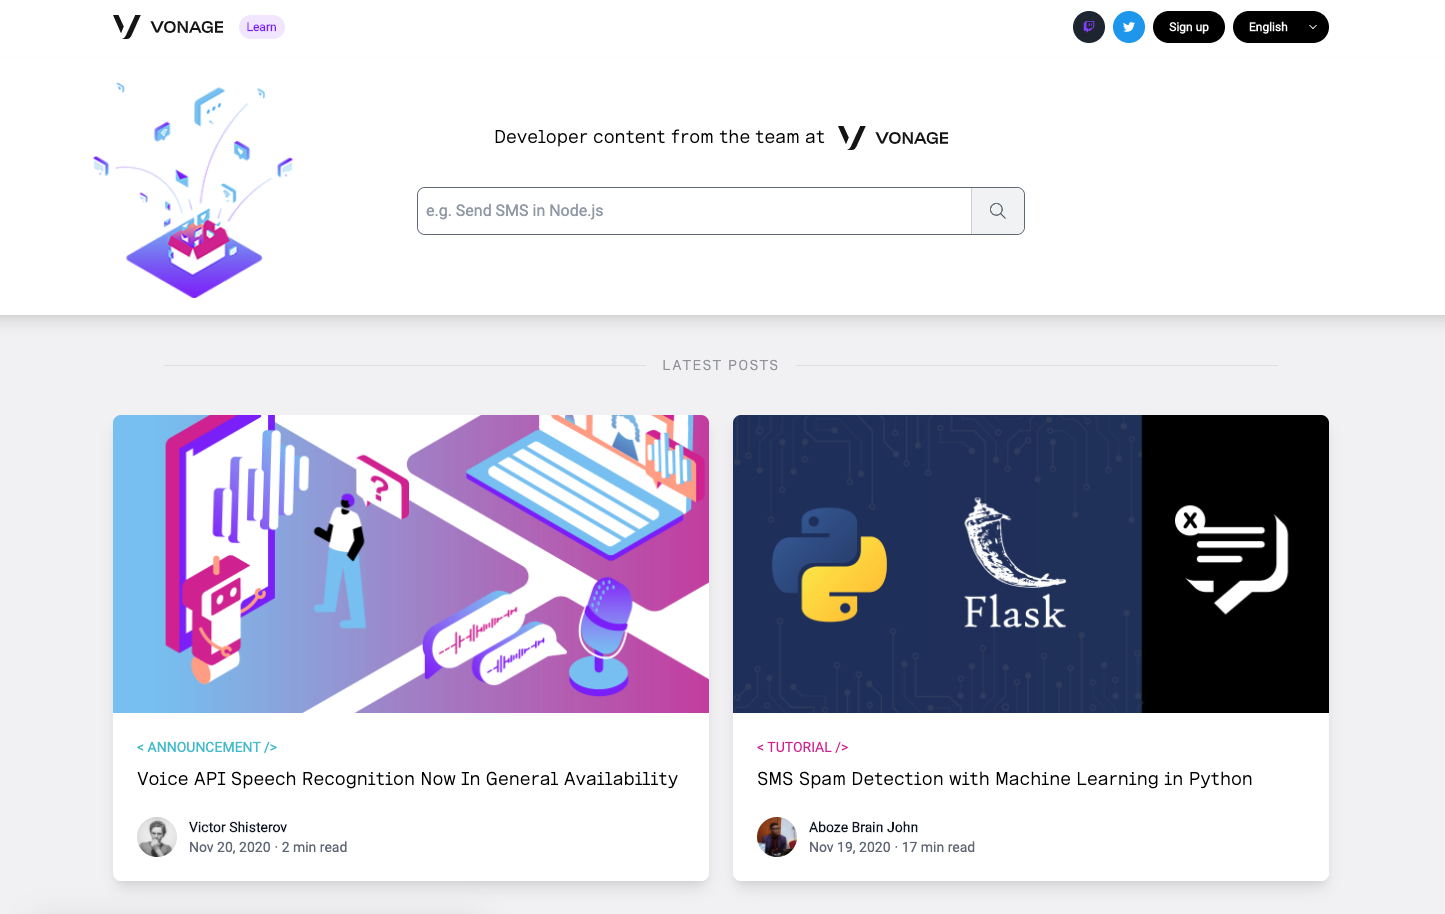 VONAGE Learn
Sign up
English
Developer content from the team at VONAGE
e.g. Send SMS in Node.js
LATEST POSTS
?
Flask
X
< ANNOUNCEMENT />
Voice API Speech Recognition Now In General Availability
Victor Shisterov
Nov 20, 2020 · 2 min read
< TUTORIAL />
SMS Spam Detection with Machine Learning in Python
Aboze Brain John
Nov 19, 2020 · 17 min read